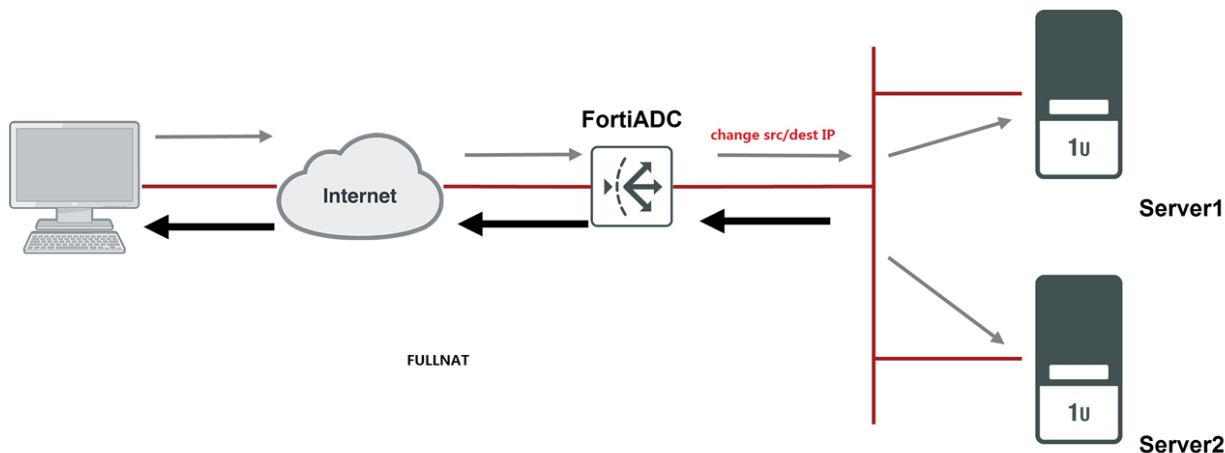 FortiADC
change src/dest IP
Internet
1U
Server1
FULLNAT
1U
Server2